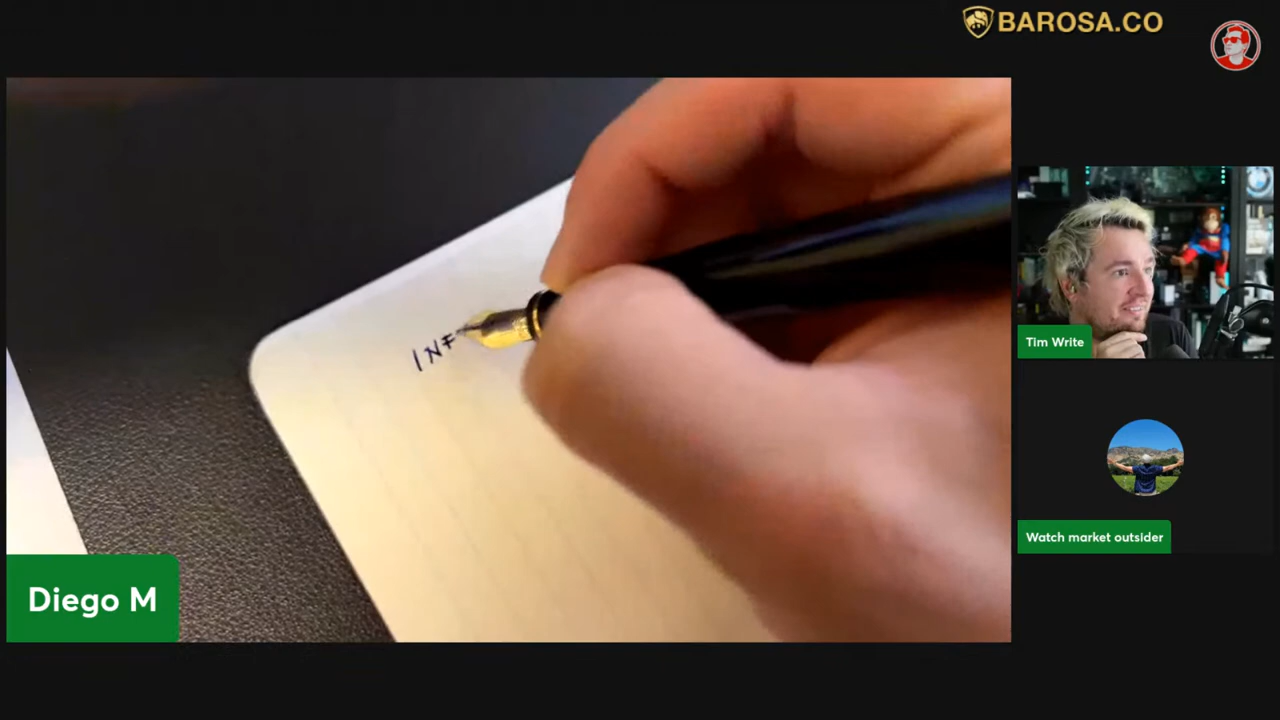 BAROSA.CO
INF
Tim Write
Watch market outsider
Diego M